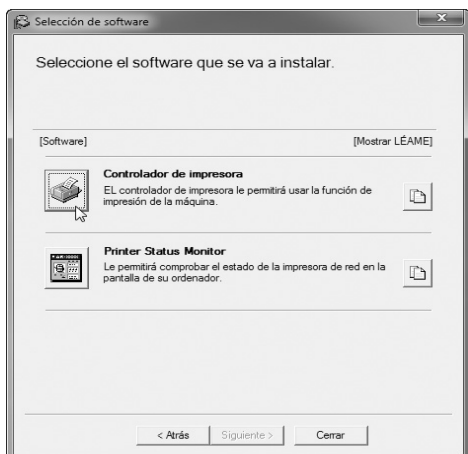 Selección de software
Seleccione el software que se va a instalar.
[Software] [Mostrar LÉAME]
Controlador de impresora
EL controlador de impresora le permitirá usar la función de
impresión de la máquina.
Printer Status Monitor
Le permitirá comprobar el estado de la impresora de red en la
pantalla de su ordenador.
< Atrás Siguiente > Cerrar